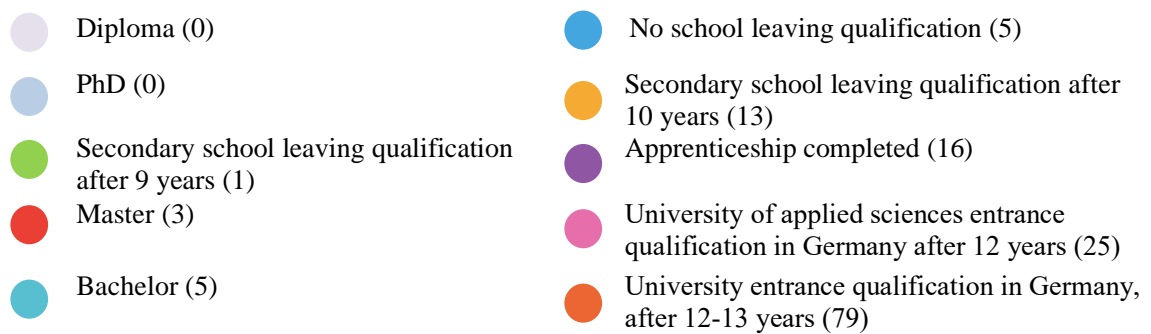 Diploma (0)
PhD (0)
Secondary school leaving qualification
after 9 years (1)
Master (3)
Bachelor (5)
No school leaving qualification (5)
Secondary school leaving qualification after
10 years (13)
Apprenticeship completed (16)
University of applied sciences entrance
qualification in Germany after 12 years (25)
University entrance qualification in Germany,
after 12-13 years (79)